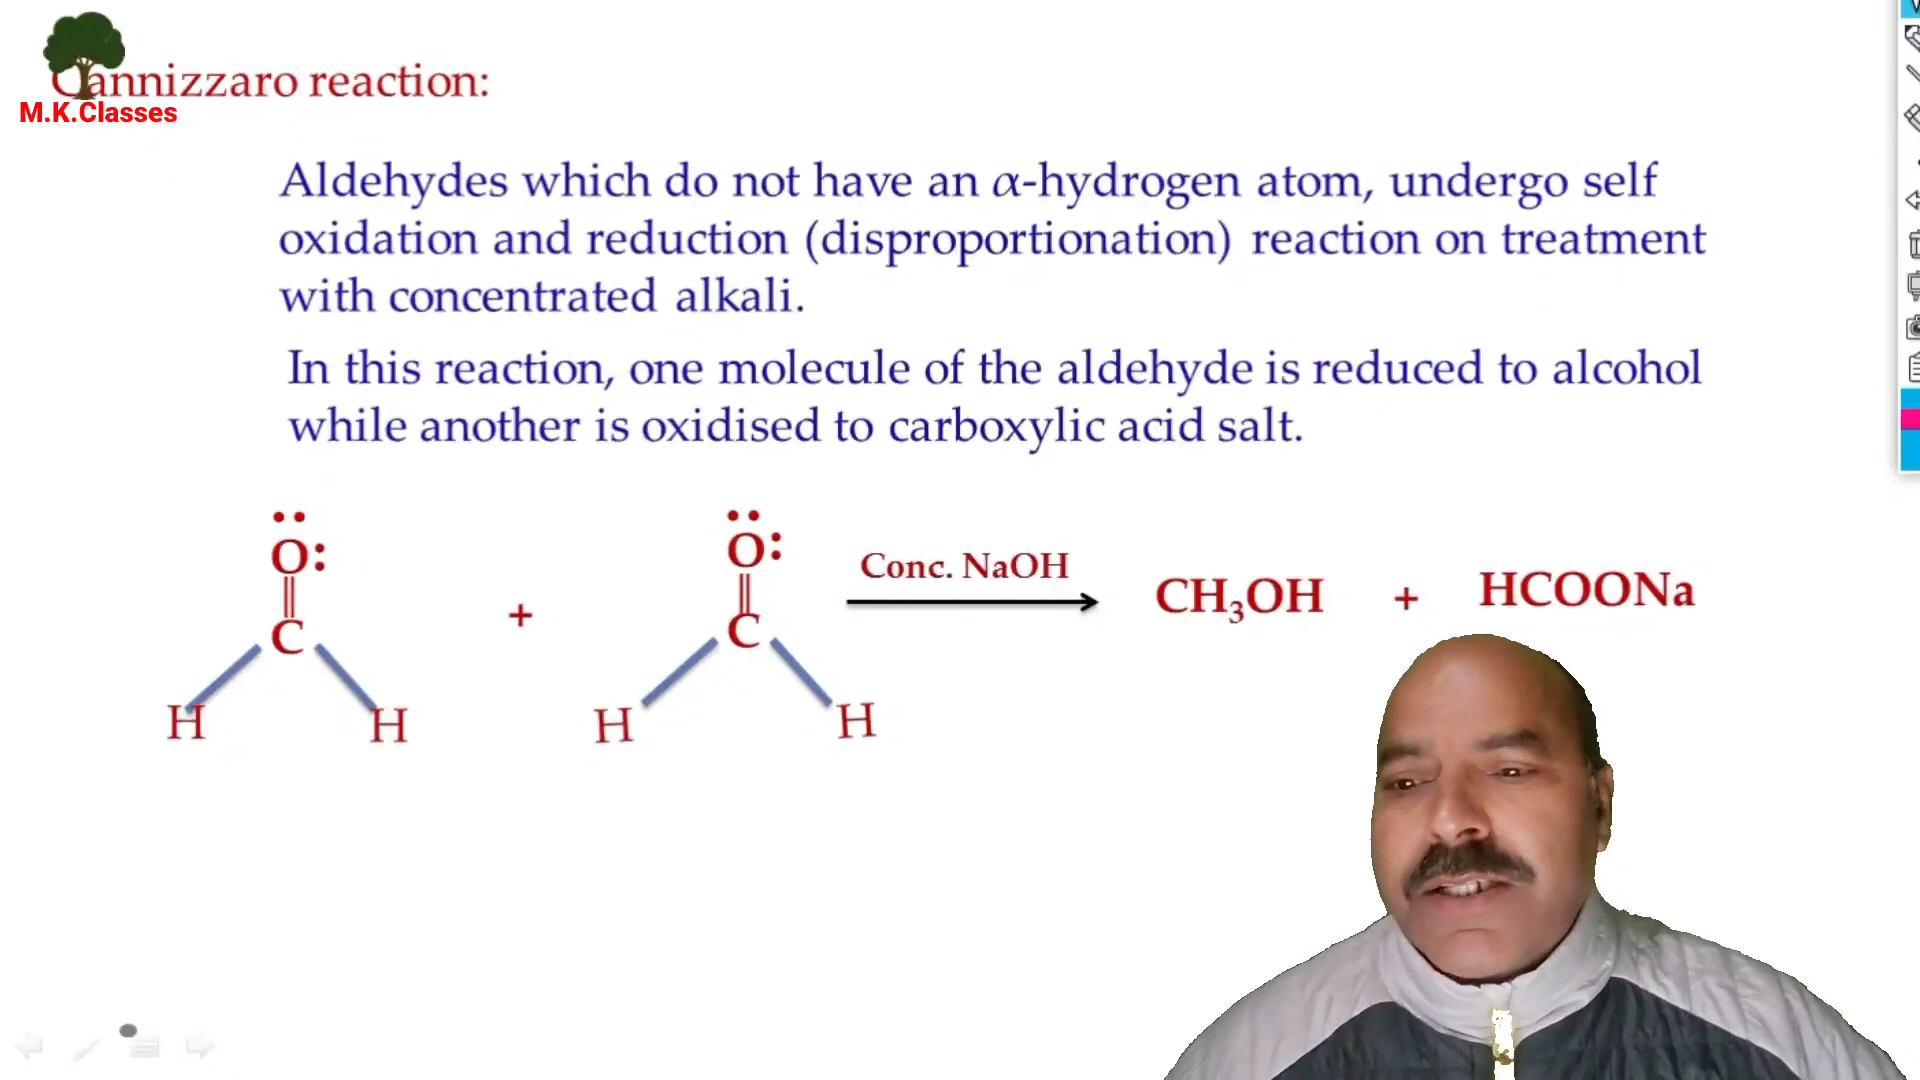 Cannizzaro reaction:
M.K.Classes
Aldehydes which do not have an α-hydrogen atom, undergo self
oxidation and reduction (disproportionation) reaction on treatment
with concentrated alkali.
In this reaction, one molecule of the aldehyde is reduced to alcohol
while another is oxidised to carboxylic acid salt.
O
C
H H
+
O
C
H H
Conc. NaOH
CH₃OH + HCOONa